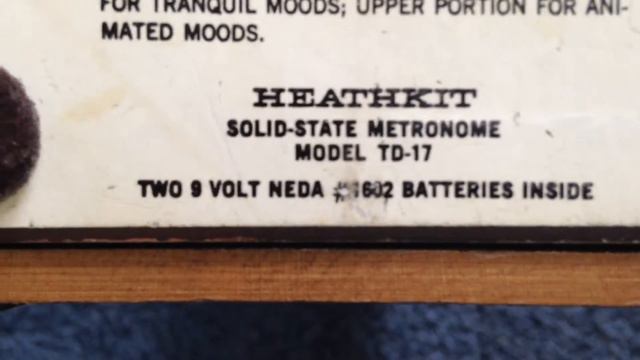 FOR TRANQUIL MOODS; UPPER PORTION FOR ANI-
MATED MOODS.
HEATHKIT
SOLID-STATE METRONOME
MODEL TD-17
TWO 9 VOLT NEDA #1602 BATTERIES INSIDE